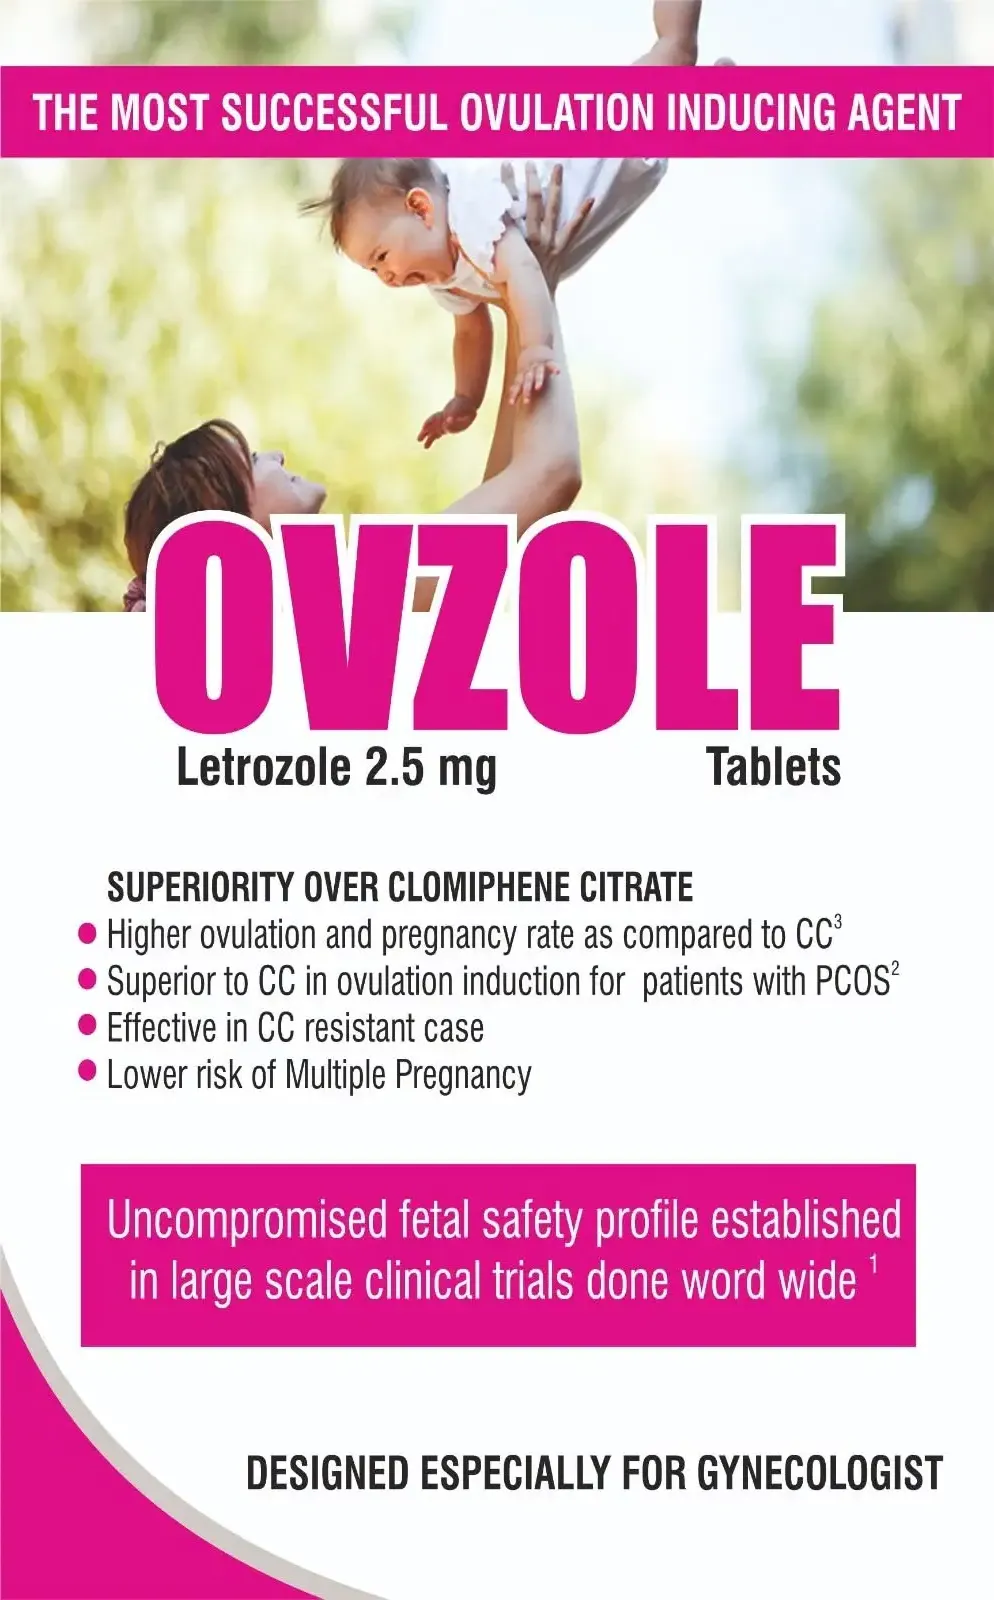 THE MOST SUCCESSFUL OVULATION INDUCING AGENT
OVZOLE
Letrozole 2.5 mg Tablets
SUPERIORITY OVER CLOMIPHENE CITRATE
• Higher ovulation and pregnancy rate as compared to CC³
• Superior to CC in ovulation induction for patients with PCOS²
• Effective in CC resistant case
• Lower risk of Multiple Pregnancy
Uncompromised fetal safety profile established
in large scale clinical trials done word wide ¹
DESIGNED ESPECIALLY FOR GYNECOLOGIST